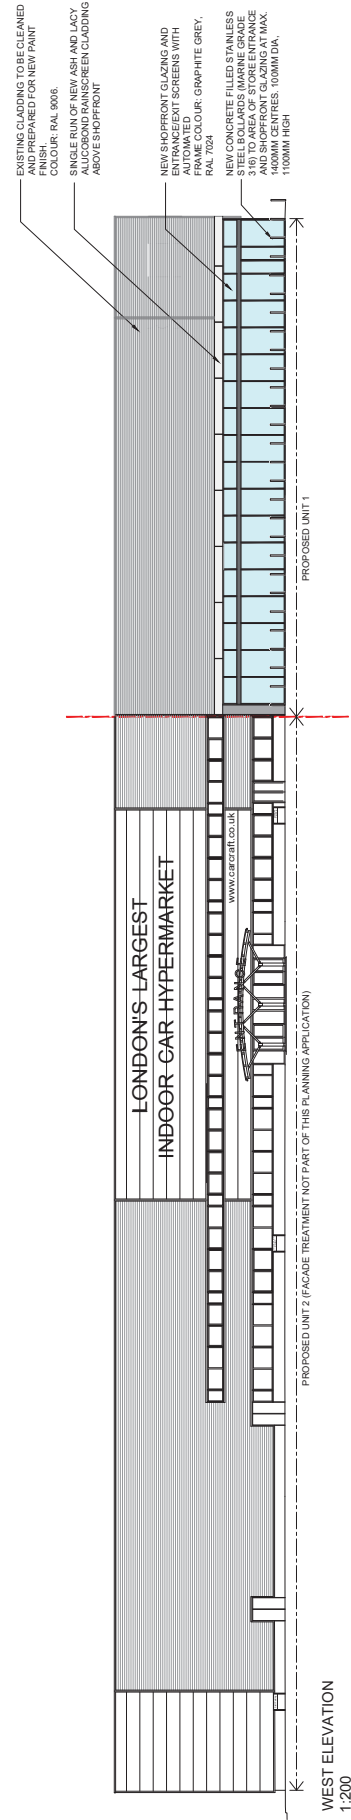 EXISTING CLADDING TO BE CLEANED
AND PREPARED FOR NEW PAINT
FINISH.
COLOUR: RAL 9006.
SINGLE RUN OF NEW ASH AND LACY
ALUCOBOND RAINSCREEN CLADDING
ABOVE SHOPFRONT
NEW SHOPFRONT GLAZING AND
ENTRANCE/EXIT SCREENS WITH
AUTOMATED
FRAME COLOUR: GRAPHITE GREY,
RAL 7024
NEW CONCRETE FILLED STAINLESS
STEEL BOLLARDS (MARINE GRADE
316) TO AREA OF STORE ENTRANCE
AND SHOPFRONT GLAZING AT MAX.
1400MM CENTRES. 100MM DIA,
1100MM HIGH
LONDON'S LARGEST
INDOOR CAR HYPERMARKET
www.carcraft.co.uk
ENTRANCE
PROPOSED UNIT 2 (FACADE TREATMENT NOT PART OF THIS PLANNING APPLICATION)
PROPOSED UNIT 1
WEST ELEVATION
1:200